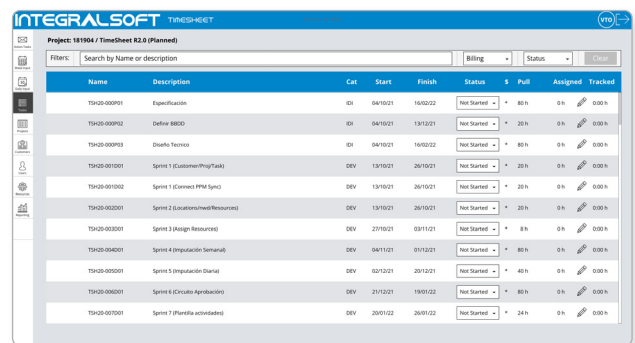 INTEGRALSOFT TIMESHEET
VTO
Project: 181904 / TimeSheet R2.0 (Planned)
Filters: Search by Name or description Billing Status Clear
Name Description Cat Start Finish Status $ Pull Assigned Tracked
TSH20-000P01 Especificación IDI 04/10/21 16/02/22 Not Started * 80 h 0 h 0:00 h
TSH20-000P02 Definir BBDD IDI 04/10/21 13/12/21 Not Started * 20 h 0 h 0:00 h
TSH20-000P03 Diseño Tecnico IDI 04/10/21 16/02/22 Not Started * 80 h 0 h 0:00 h
TSH20-001D01 Sprint 1 (Customer/Proj/Task) DEV 13/10/21 26/10/21 Not Started * 20 h 0 h 0:00 h
TSH20-001D02 Sprint 1 (Connect PPM Sync) DEV 13/10/21 26/10/21 Not Started * 20 h 0 h 0:00 h
TSH20-002D01 Sprint 2 (Locations/nwd/Resources) DEV 13/10/21 26/10/21 Not Started * 20 h 0 h 0:00 h
TSH20-003D01 Sprint 3 (Assign Resources) DEV 27/10/21 03/11/21 Not Started * 8 h 0 h 0:00 h
TSH20-004D01 Sprint 4 (Imputación Semanal) DEV 04/11/21 01/12/21 Not Started * 80 h 0 h 0:00 h
TSH20-005D01 Sprint 5 (Imputación Diaria) DEV 02/12/21 20/12/21 Not Started * 40 h 0 h 0:00 h
TSH20-006D01 Sprint 6 (Circuito Aprobación) DEV 21/12/21 19/01/22 Not Started * 80 h 0 h 0:00 h
TSH20-007D01 Sprint 7 (Plantilla actividades) DEV 20/01/22 26/01/22 Not Started * 24 h 0 h 0:00 h
Tasks
Projects
Customers
Users
Resources
Reporting